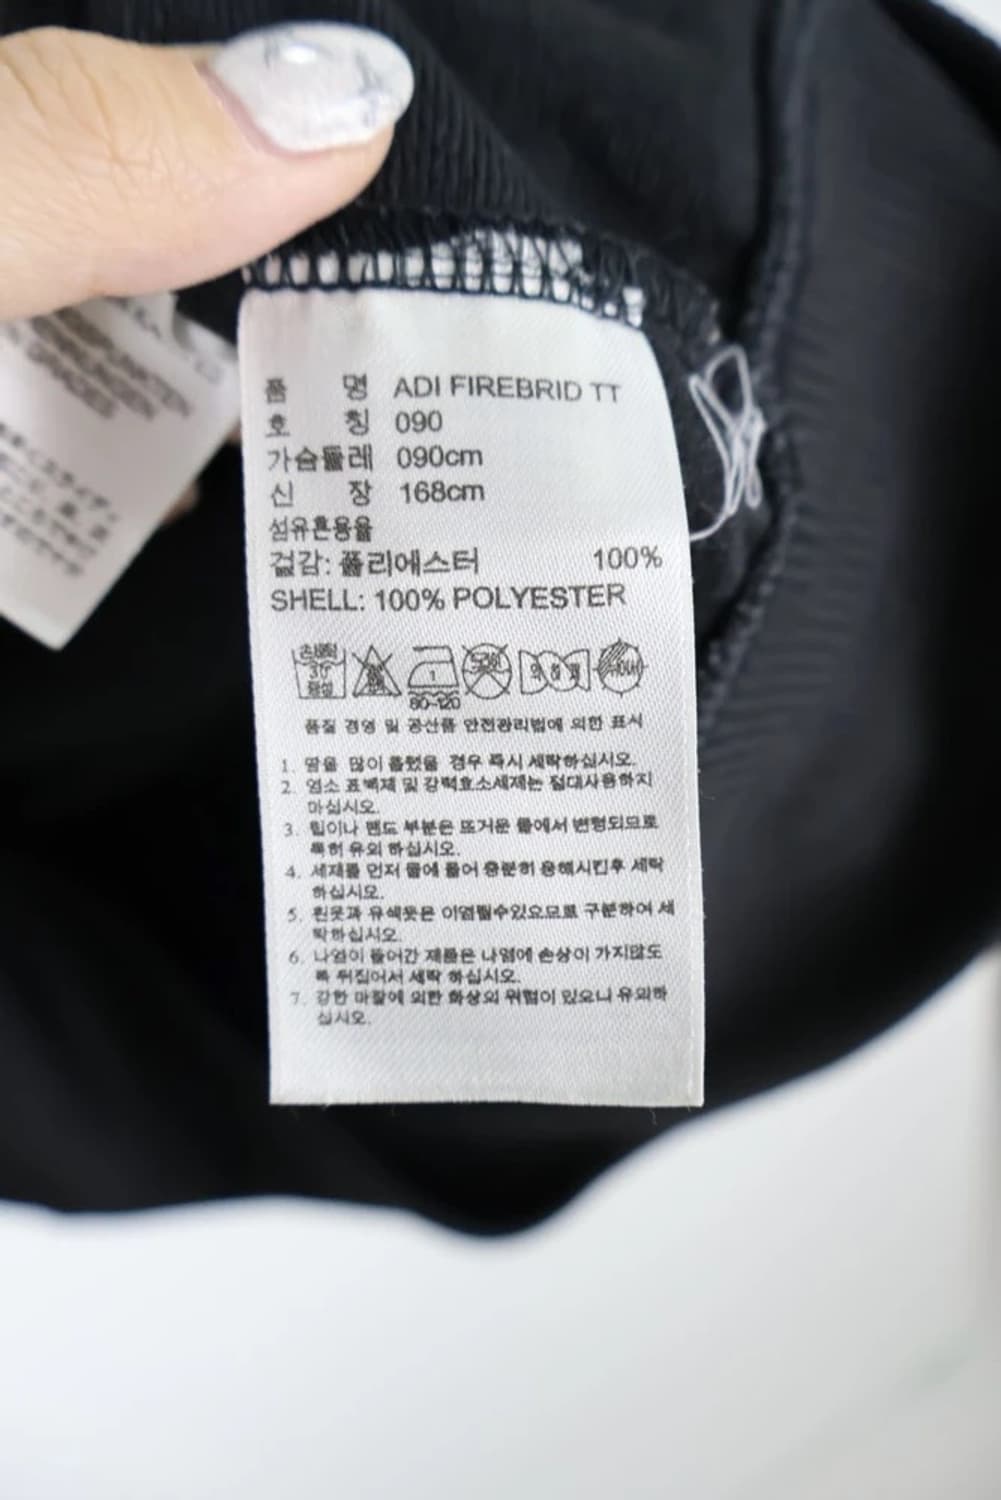 품 명 ADI FIREBRID TT
호 칭 090
가슴둘레 090cm
신 장 168cm
섬유혼용율
겉감: 폴리에스터 100%
SHELL: 100% POLYESTER
손세탁
30
중성
1
80~120
품질 경영 및 공산품 안전관리법에 의한 표시
1. 땀을 많이 흘렸을 경우 즉시 세탁하십시오.
2. 염소 표백제 및 강력효소세제는 절대사용하지
마십시오.
3. 립이나 밴드 부분은 뜨거운 물에서 변형되므로
특히 유의 하십시오.
4. 세제를 먼저 물에 풀어 충분히 용해시킨후 세탁
하십시오.
5. 흰옷과 유색옷은 이염될수있으므로 구분하여 세
탁하십시오.
6. 나염이 들어간 제품은 나염에 손상이 가지않도
록 뒤집어서 세탁 하십시오.
7. 강한 마찰에 의한 화상의 위험이 있으니 유의하
십시오.